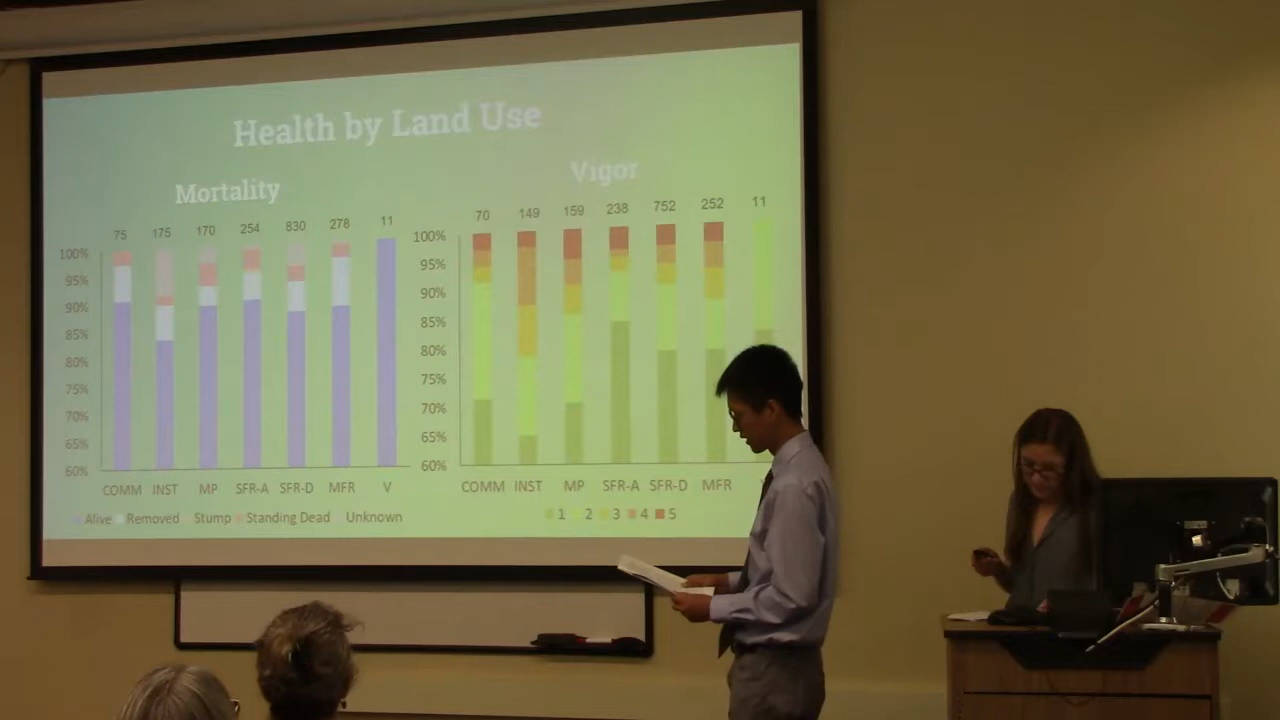 Health by Land Use
Mortality
75 175 170 254 830 278 11
100%
95%
90%
85%
80%
75%
71%
65%
60%
COMM INST MP SFR-A SFR-D MFR V
Alive Removed Stump Standing Dead Unknown
Vigor
70 149 159 238 752 252 11
100%
95%
90%
85%
80%
75%
70%
65%
60%
COMM INST MP SFR-A SFR-D MFR
1 2 3 4 5